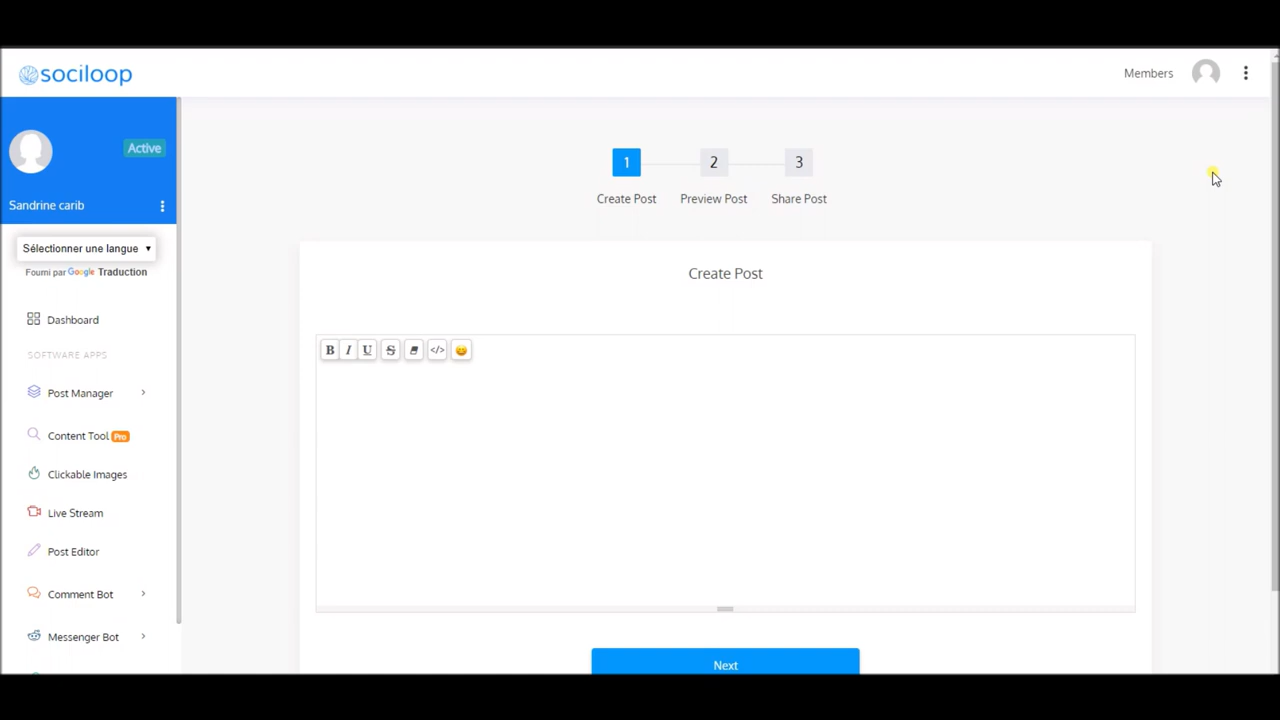 sociloop
Members
Active
Sandrine carib
Sélectionner une langue
Fourni par Google Traduction
Dashboard
SOFTWARE APPS
Post Manager
Content Tool Pro
Clickable Images
Live Stream
Post Editor
Comment Bot
Messenger Bot
1 2 3
Create Post Preview Post Share Post
Create Post
B I U S </>
Next